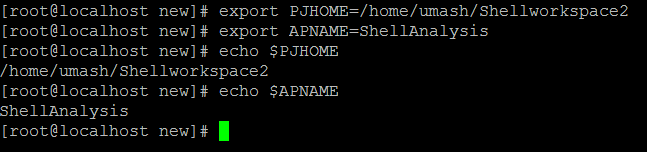 [root@localhost new]# export PJHOME=/home/umash/Shellworkspace2
[root@localhost new]# export APNAME=ShellAnalysis
[root@localhost new]# echo $PJHOME
/home/umash/Shellworkspace2
[root@localhost new]# echo $APNAME
ShellAnalysis
[root@localhost new]#